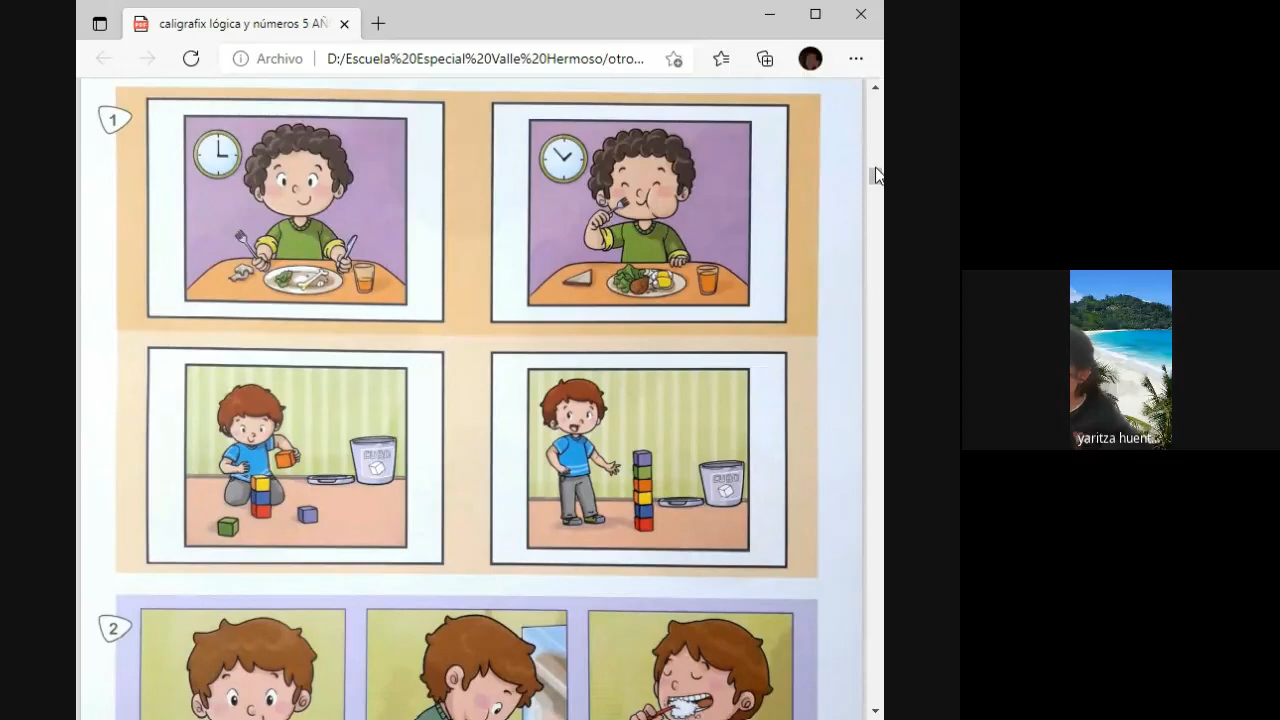 caligrafix lógica y números 5 AÑ
Archivo
D:/Escuela%20Especial%20Valle%20Hermoso/otro...
1
CUBO
CUBO
2
yaritza huent...